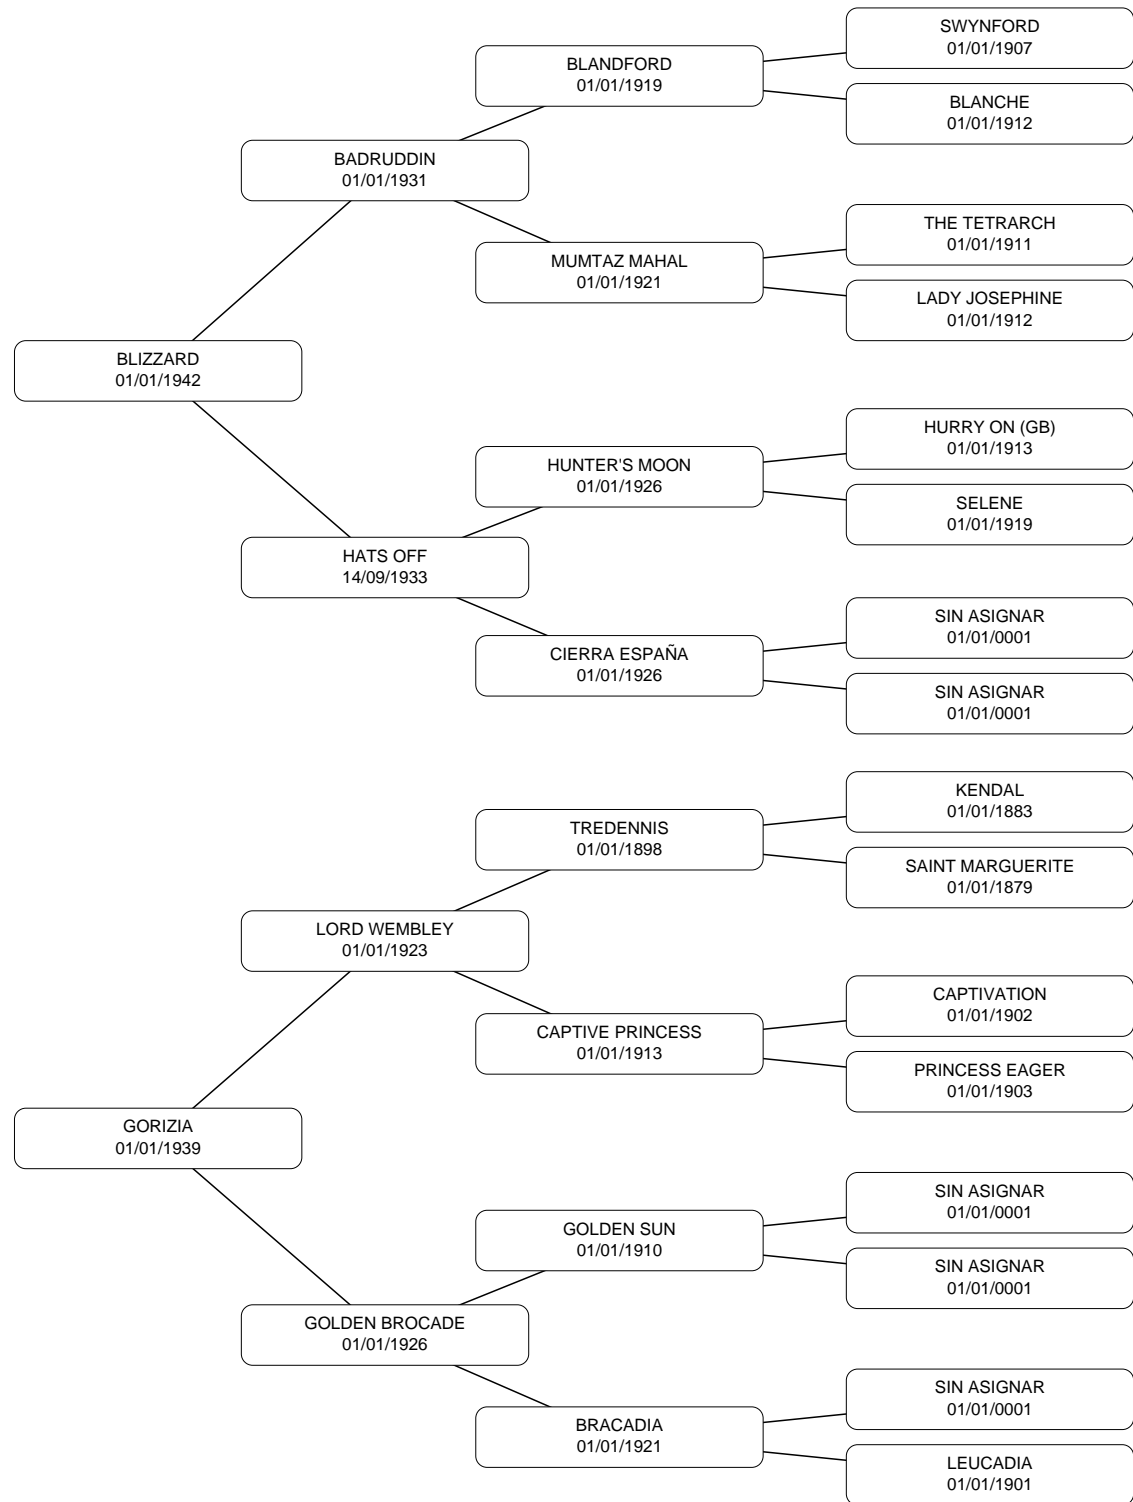 SWYNFORD
01/01/1907
BLANDFORD
01/01/1919
BLANCHE
01/01/1912
BADRUDDIN
01/01/1931
THE TETRARCH
01/01/1911
MUMTAZ MAHAL
01/01/1921
LADY JOSEPHINE
01/01/1912
BLIZZARD
01/01/1942
HURRY ON (GB)
01/01/1913
HUNTER'S MOON
01/01/1926
SELENE
01/01/1919
HATS OFF
14/09/1933
SIN ASIGNAR
01/01/0001
CIERRA ESPAÑA
01/01/1926
SIN ASIGNAR
01/01/0001
KENDAL
01/01/1883
TREDENNIS
01/01/1898
SAINT MARGUERITE
01/01/1879
LORD WEMBLEY
01/01/1923
CAPTIVATION
01/01/1902
CAPTIVE PRINCESS
01/01/1913
PRINCESS EAGER
01/01/1903
GORIZIA
01/01/1939
SIN ASIGNAR
01/01/0001
GOLDEN SUN
01/01/1910
SIN ASIGNAR
01/01/0001
GOLDEN BROCADE
01/01/1926
SIN ASIGNAR
01/01/0001
BRACADIA
01/01/1921
LEUCADIA
01/01/1901